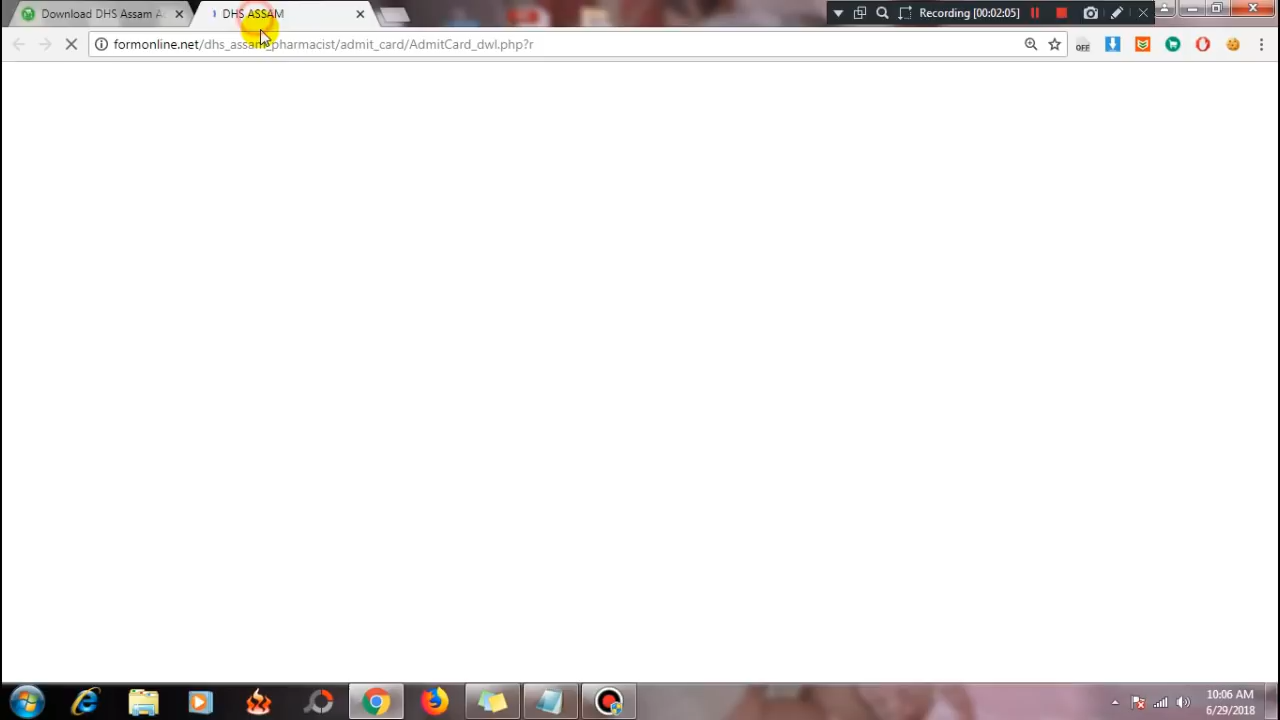 Download DHS Assam A
DHS ASSAM
Recording [00:02:05]
formonline.net/dhs_assam_pharmacist/admit_card/AdmitCard_dwl.php?r
OFF
10:06 AM
6/29/2018